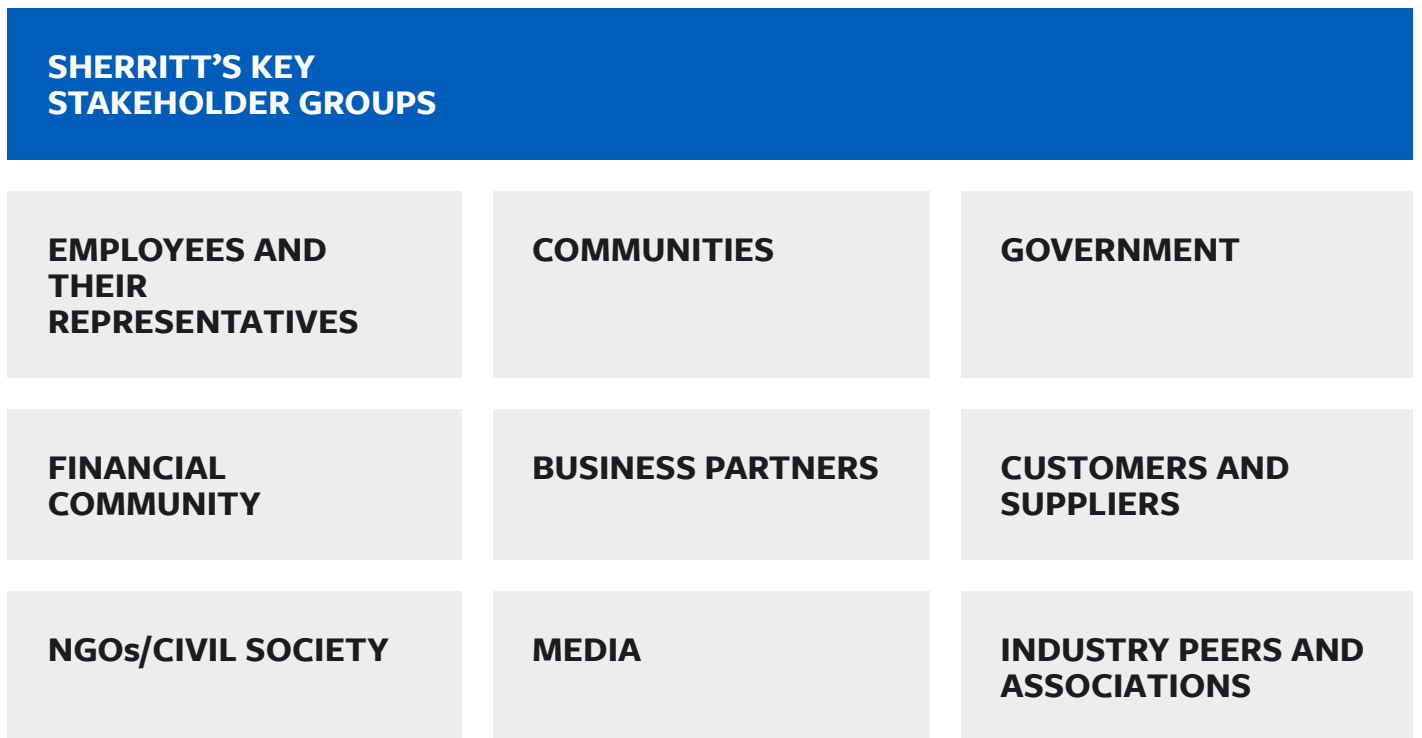 SHERRITT’S KEY
STAKEHOLDER GROUPS
EMPLOYEES AND
THEIR
REPRESENTATIVES
COMMUNITIES
GOVERNMENT
FINANCIAL
COMMUNITY
BUSINESS PARTNERS
CUSTOMERS AND
SUPPLIERS
NGOs/CIVIL SOCIETY
MEDIA
INDUSTRY PEERS AND
ASSOCIATIONS